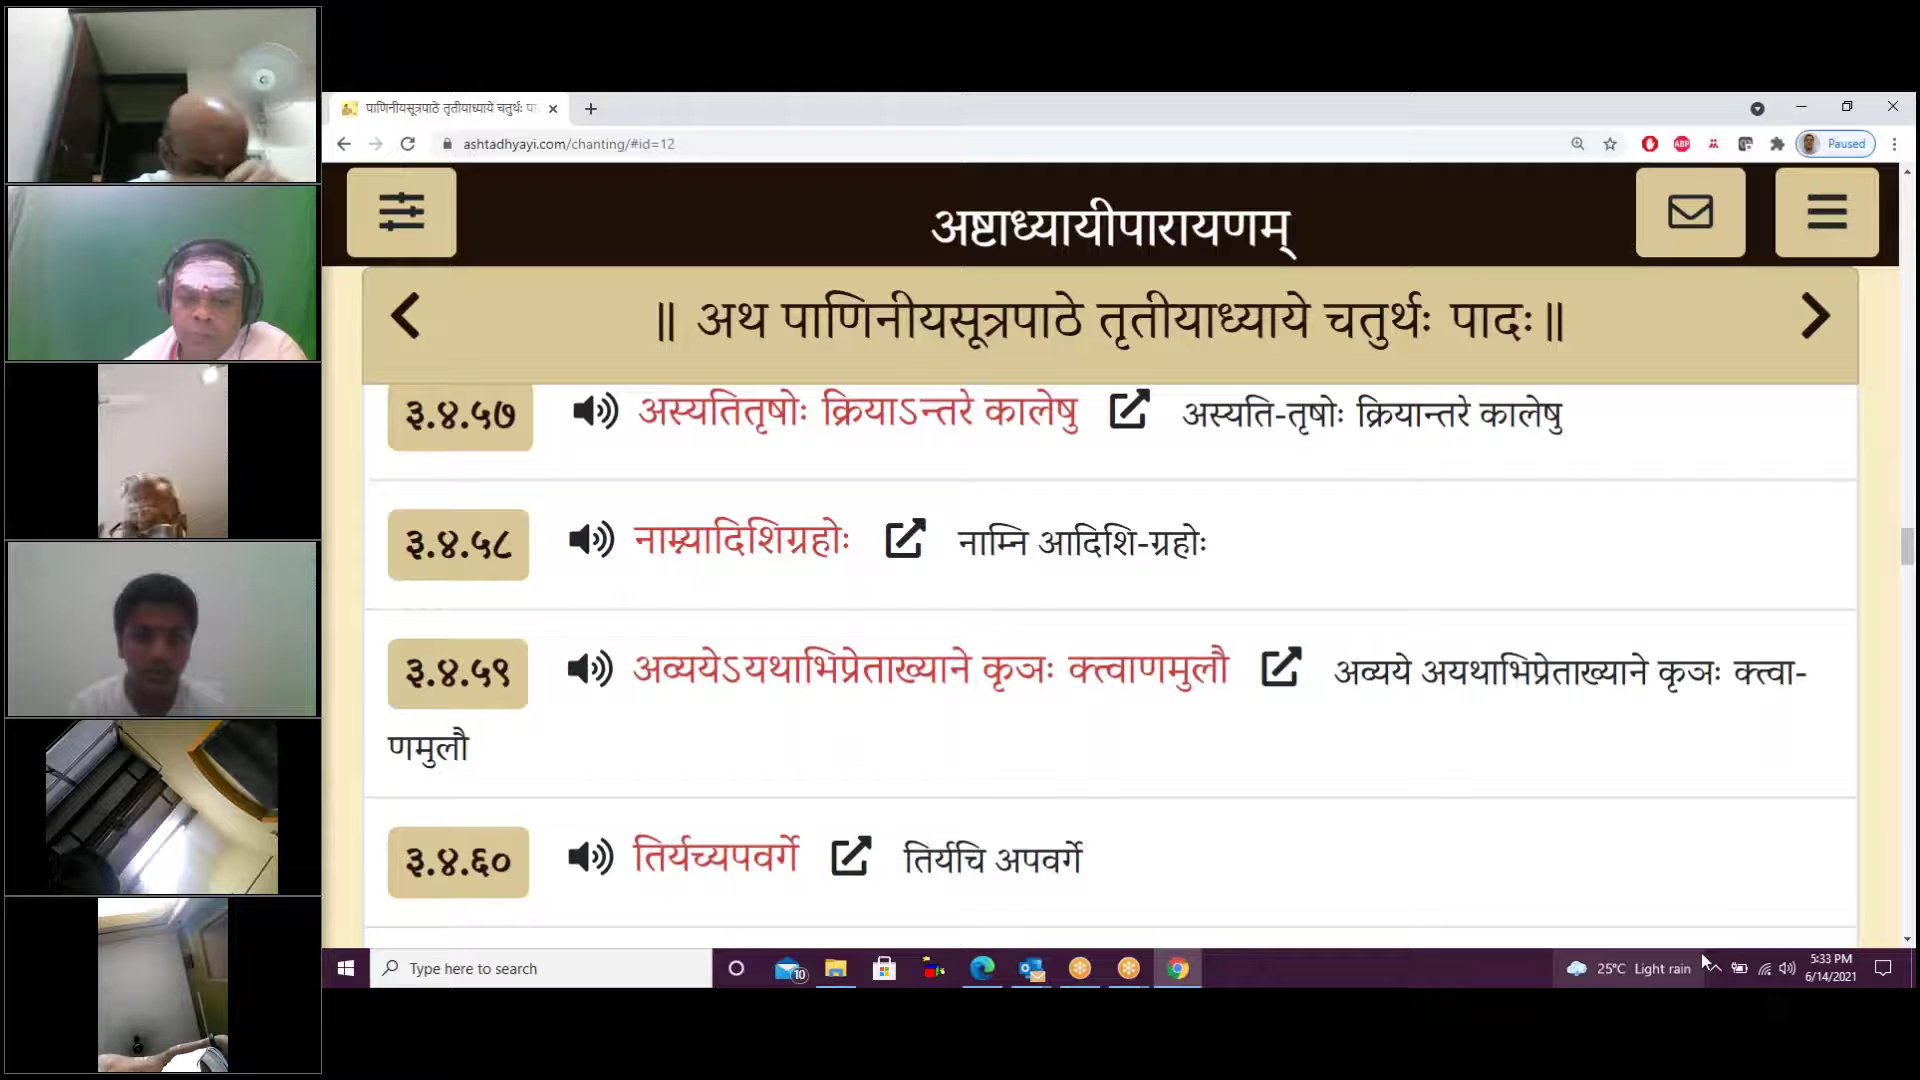 पाणिनीयसूत्रपाठे तृतीयाध्याये चतुर्थः पा
ashtadhyayi.com/chanting/#id=12
ABP
Paused
अष्टाध्यायीपारायणम्
॥ अथ पाणिनीयसूत्रपाठे तृतीयाध्याये चतुर्थः पादः॥
३.४.५७ अस्यतितृषोः क्रियाऽन्तरे कालेषु अस्यति-तृषोः क्रियान्तरे कालेषु
३.४.५८ नाम्न्यादिशिग्रहोः नाम्नि आदिशि-ग्रहोः
३.४.५९ अव्ययेऽयथाभिप्रेताख्याने कृञः क्त्वाणमुलौ अव्यये अयथाभिप्रेताख्याने कृञः क्त्वा-
णमुलौ
३.४.६० तिर्यच्यपवर्गे तिर्यचि अपवर्गे
Type here to search
10
25°C Light rain
5:33 PM
6/14/2021